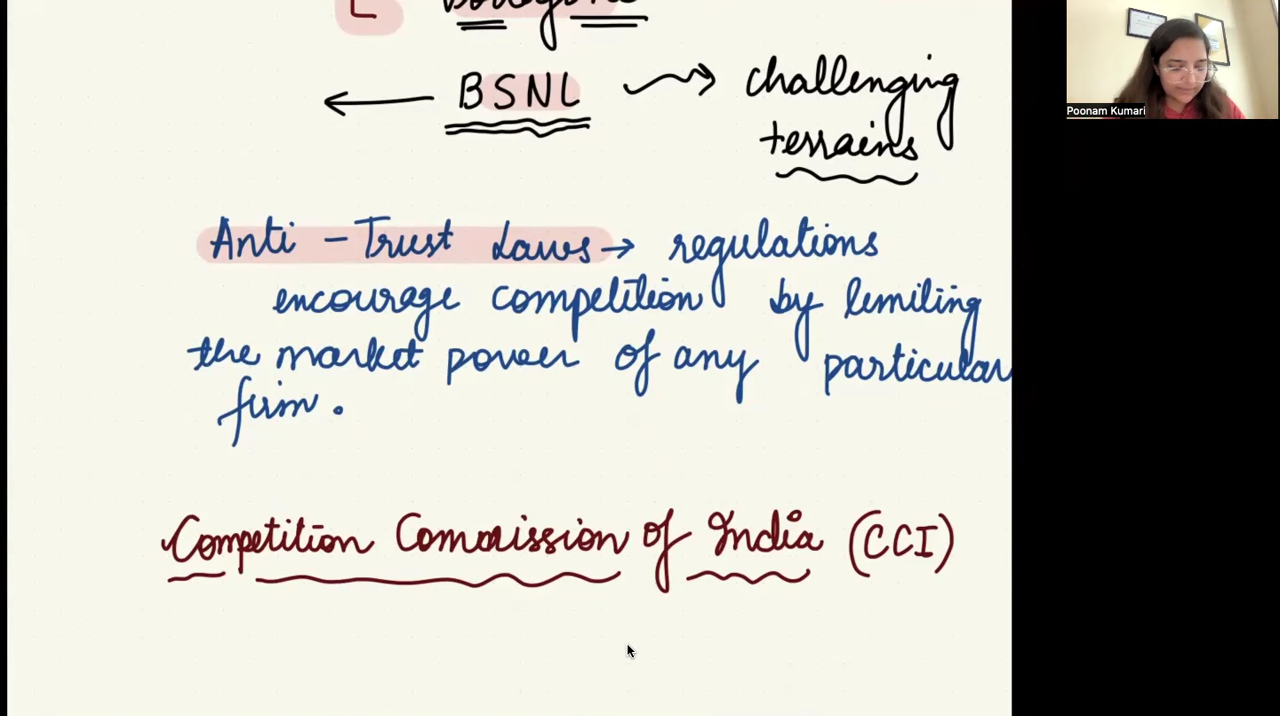 BSNL → challenging
terrains
Anti - Trust Laws → regulations
encourage competition by limiting
the market power of any particular
firm.
Competition Commission of India (CCI)
Poonam Kumari